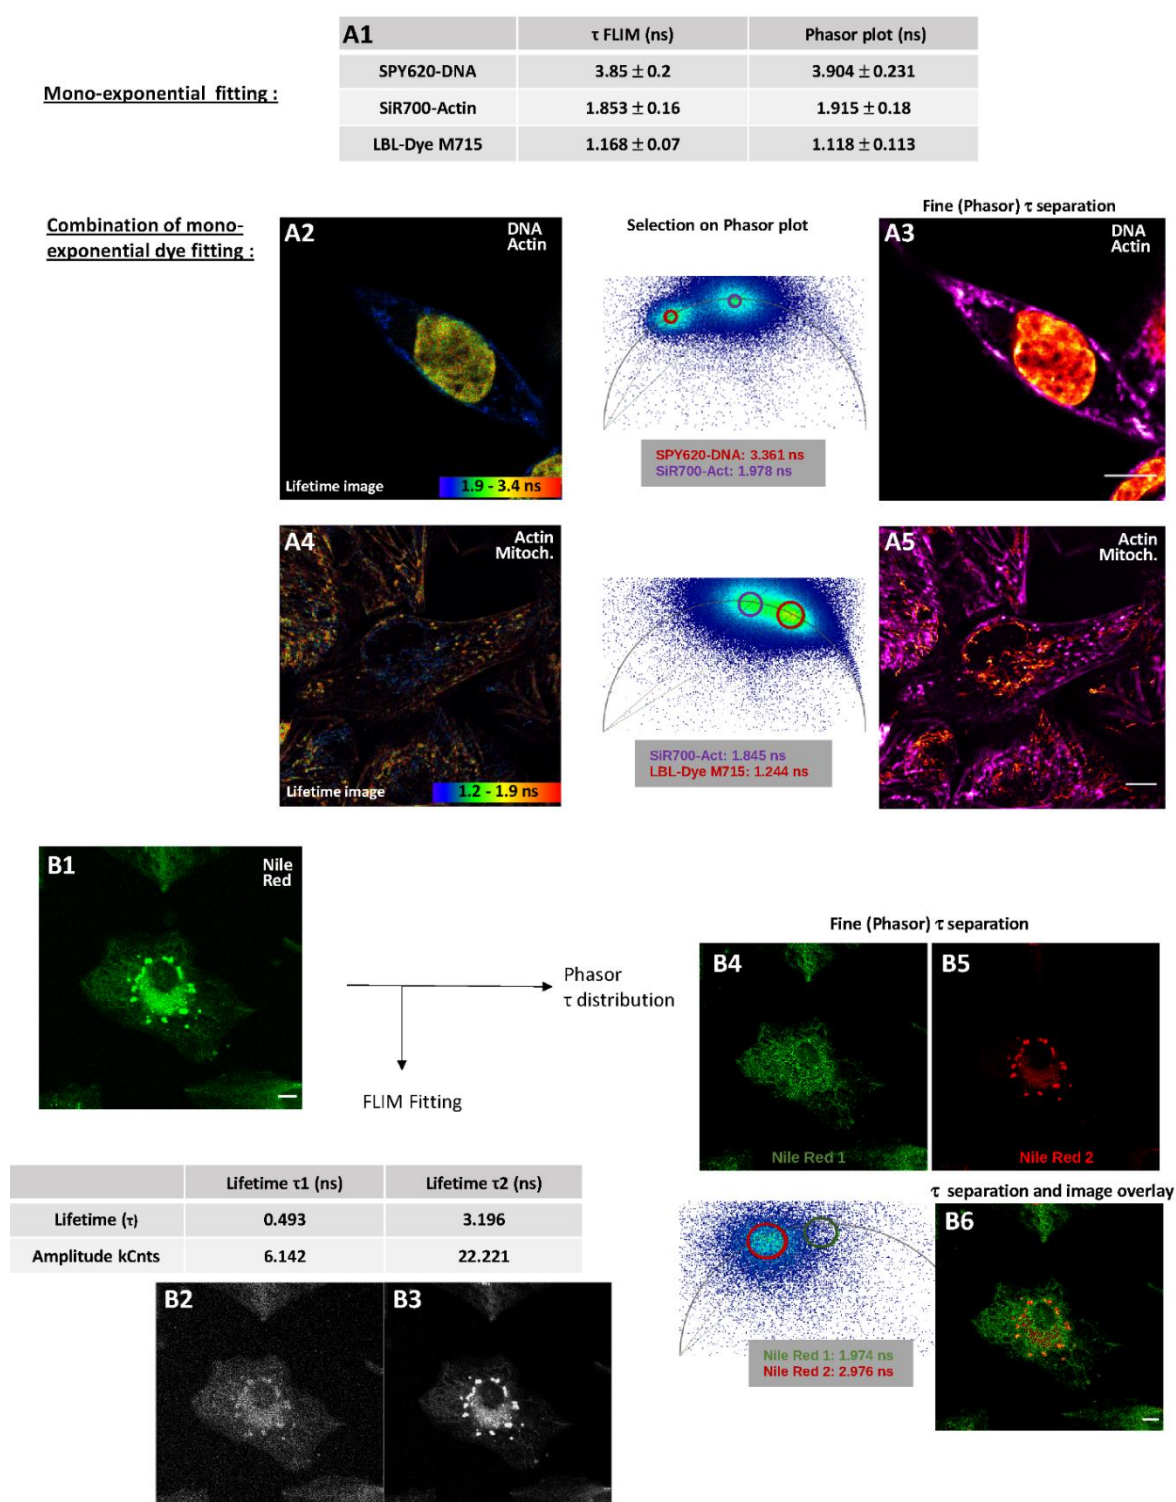 A1 τ FLIM (ns) Phasor plot (ns)
Mono-exponential fitting :
SPY620-DNA 3.85 ± 0.2 3.904 ± 0.231
SiR700-Actin 1.853 ± 0.16 1.915 ± 0.18
LBL-Dye M715 1.168 ± 0.07 1.118 ± 0.113
Combination of mono-
exponential dye fitting :
A2
DNA
Actin
Lifetime image
1.9 - 3.4 ns
Selection on Phasor plot
SPY620-DNA: 3.361 ns
SiR700-Act: 1.978 ns
Fine (Phasor) τ separation
A3
DNA
Actin
A4
Actin
Mitoch.
Lifetime image
1.2 - 1.9 ns
SiR700-Act: 1.845 ns
LBL-Dye M715: 1.244 ns
A5
Actin
Mitoch.
B1
Nile
Red
Phasor
τ distribution
FLIM Fitting
Fine (Phasor) τ separation
B4
Nile Red 1
B5
Nile Red 2
Lifetime τ1 (ns) Lifetime τ2 (ns)
Lifetime (τ) 0.493 3.196
Amplitude kCnts 6.142 22.221
B2
B3
τ separation and image overlay
B6
Nile Red 1: 1.974 ns
Nile Red 2: 2.976 ns